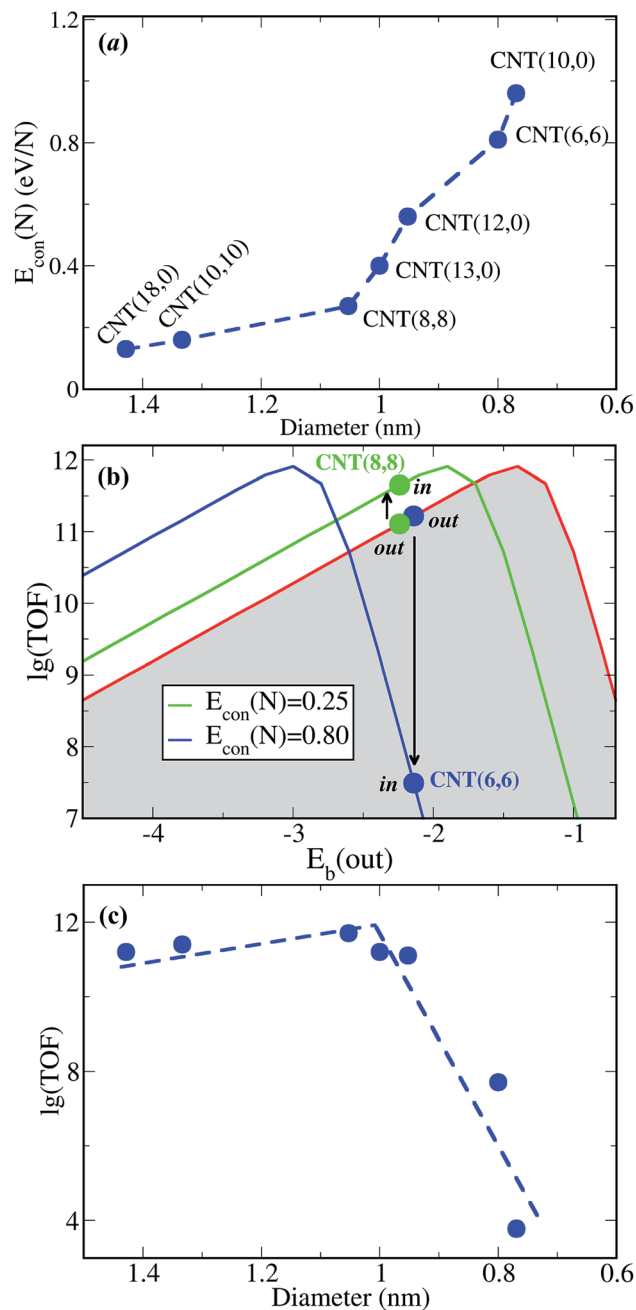 (a)
1.2
0.8
0.4
0
E_con(N) (eV/N)
CNT(10,0)
CNT(6,6)
CNT(12,0)
CNT(13,0)
CNT(8,8)
CNT(18,0)
CNT(10,10)
1.4 1.2 1 0.8 0.6
Diameter (nm)
(b)
12
11
10
9
8
7
lg(TOF)
CNT(8,8)
in
out
out
E_con(N)=0.25
E_con(N)=0.80
in
CNT(6,6)
-4 -3 -2 -1
E_b(out)
(c)
12
8
4
lg(TOF)
1.4 1.2 1 0.8
Diameter (nm)